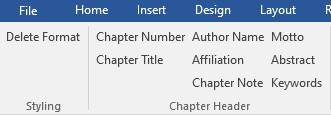 File Home Insert Design Layout
Delete Format Chapter Number Author Name Motto
Chapter Title Affiliation Abstract
Chapter Note Keywords
Styling Chapter Header